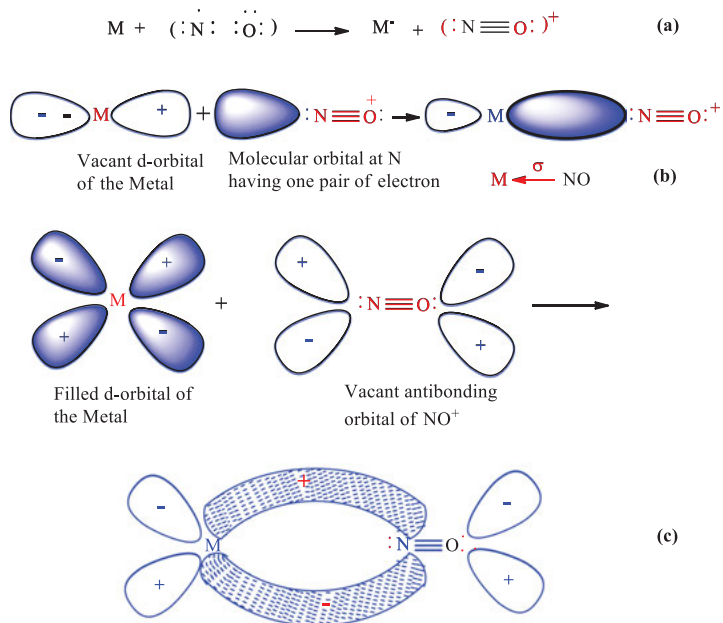 M + (:N· :Ö:) ⟶ M⁻ + (:N≡O:)⁺ (a)
- - M + + :N≡O⁺: ⟶ - M :N≡O⁺:
Vacant d-orbital Molecular orbital at N
of the Metal having one pair of electron
M ⟵σ NO (b)
- + + -
M + :N≡O: ⟶
+ - - +
Filled d-orbital of Vacant antibonding
the Metal orbital of NO⁺
- + -
M :N≡O: (c)
+ - +